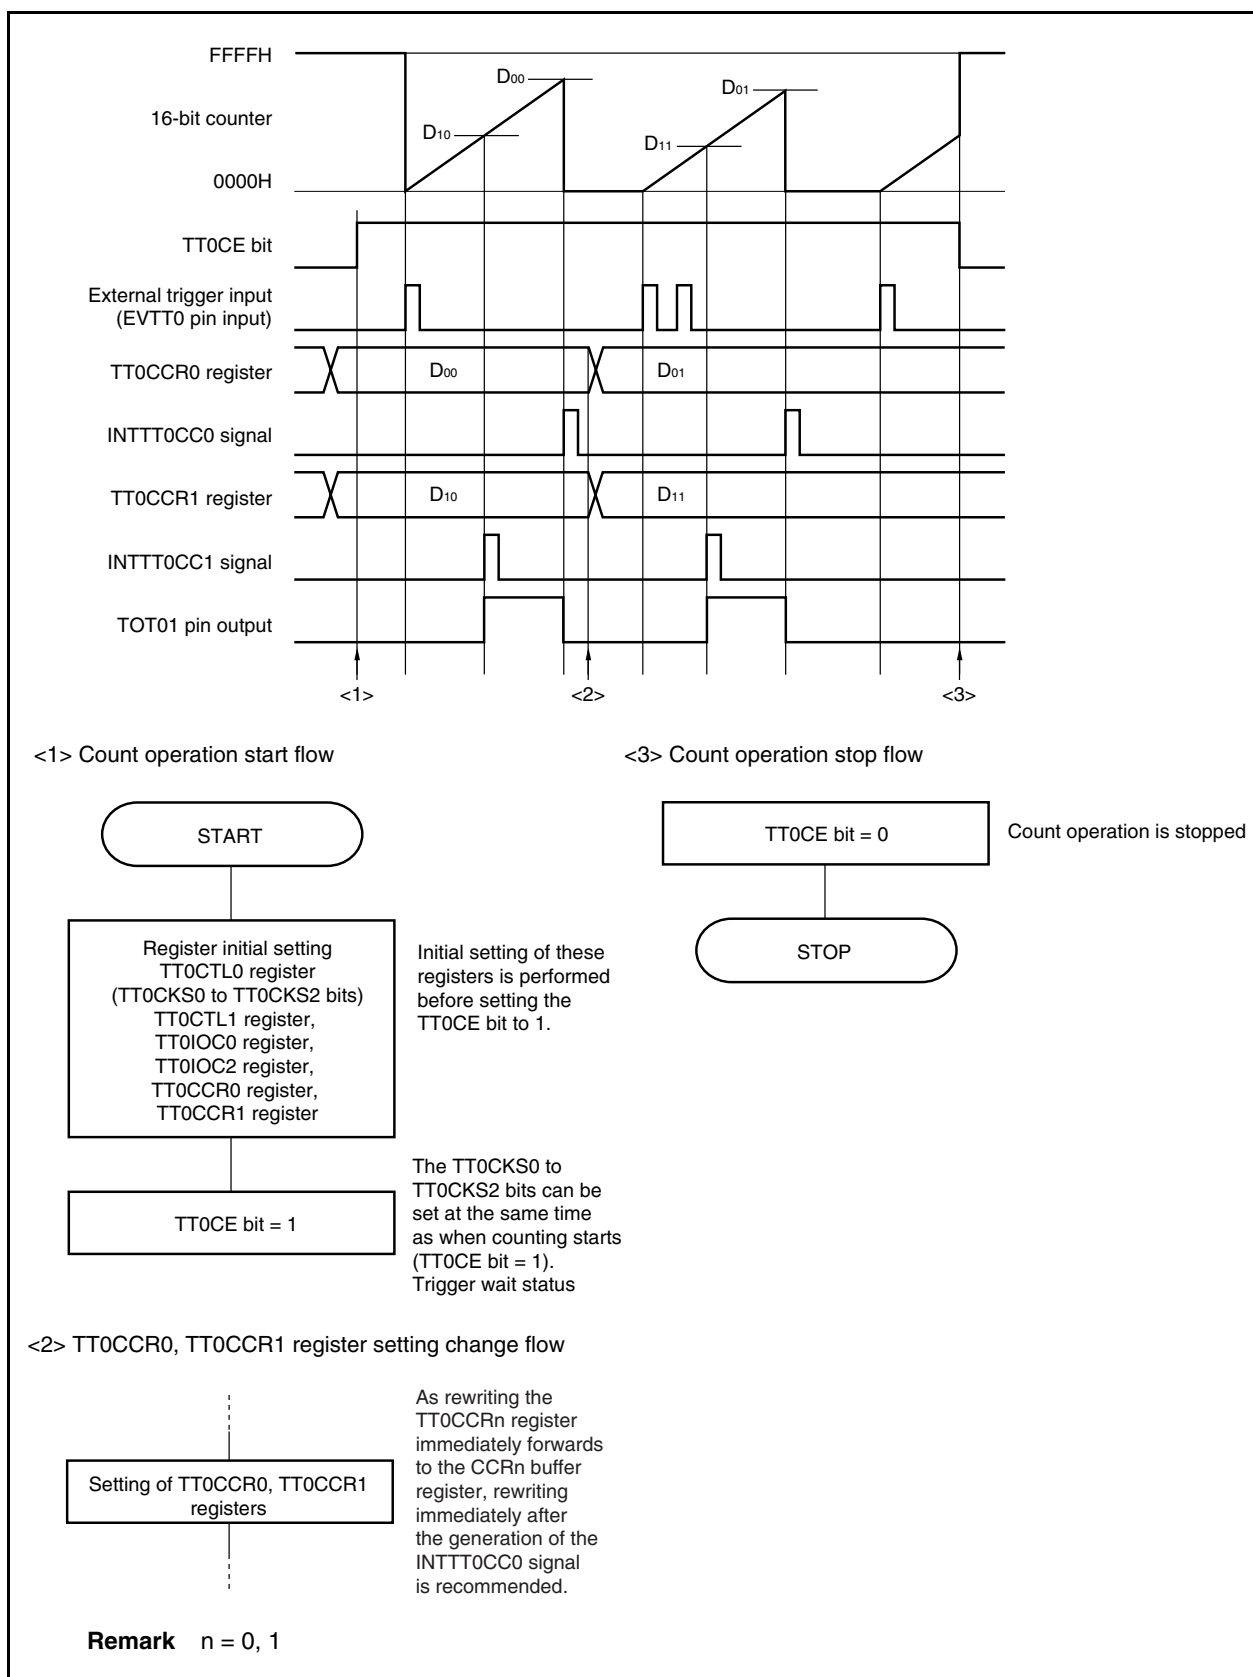 FFFFH
D00
D01
16-bit counter
D10
D11
0000H
TT0CE bit
External trigger input
(EVTT0 pin input)
TT0CCR0 register
D00
D01
INTTT0CC0 signal
TT0CCR1 register
D10
D11
INTTT0CC1 signal
TOT01 pin output
<1>
<2>
<3>
<1> Count operation start flow
START
Register initial setting
TT0CTL0 register
(TT0CKS0 to TT0CKS2 bits)
TT0CTL1 register,
TT0IOC0 register,
TT0IOC2 register,
TT0CCR0 register,
TT0CCR1 register
Initial setting of these
registers is performed
before setting the
TT0CE bit to 1.
TT0CE bit = 1
The TT0CKS0 to
TT0CKS2 bits can be
set at the same time
as when counting starts
(TT0CE bit = 1).
Trigger wait status
<3> Count operation stop flow
TT0CE bit = 0
Count operation is stopped
STOP
<2> TT0CCR0, TT0CCR1 register setting change flow
Setting of TT0CCR0, TT0CCR1
registers
As rewriting the
TT0CCRn register
immediately forwards
to the CCRn buffer
register, rewriting
immediately after
the generation of the
INTTT0CC0 signal
is recommended.
Remark n = 0, 1